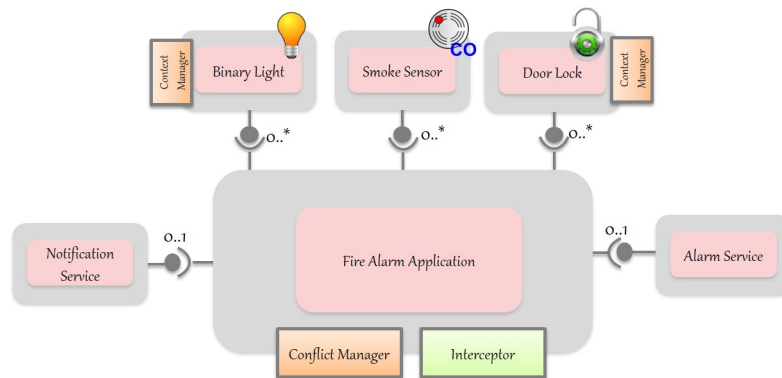 CO
Context
Manager
Binary Light
Smoke Sensor
Door Lock
Context
Manager
0..*
0..*
0..*
0..1
0..1
Notification
Service
Fire Alarm Application
Alarm Service
Conflict Manager
Interceptor